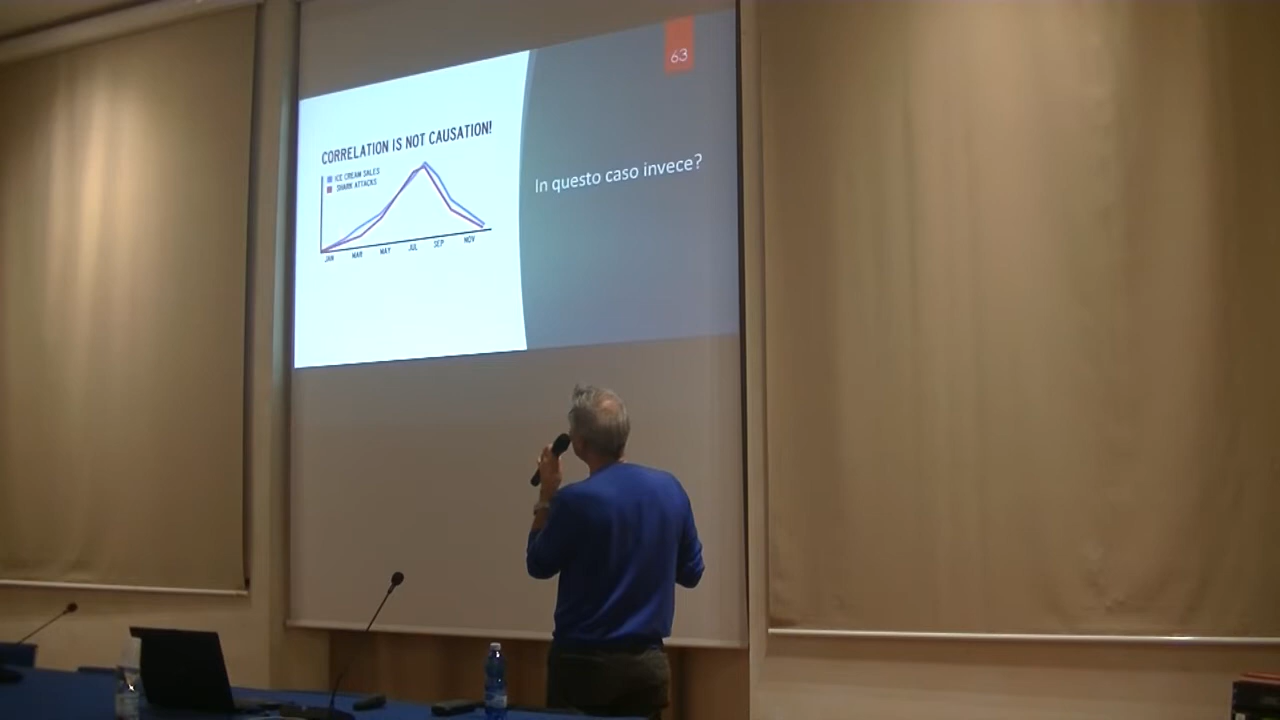 63
CORRELATION IS NOT CAUSATION!
ICE CREAM SALES
SHARK ATTACKS
JAN MAR MAY JUL SEP NOV
In questo caso invece?